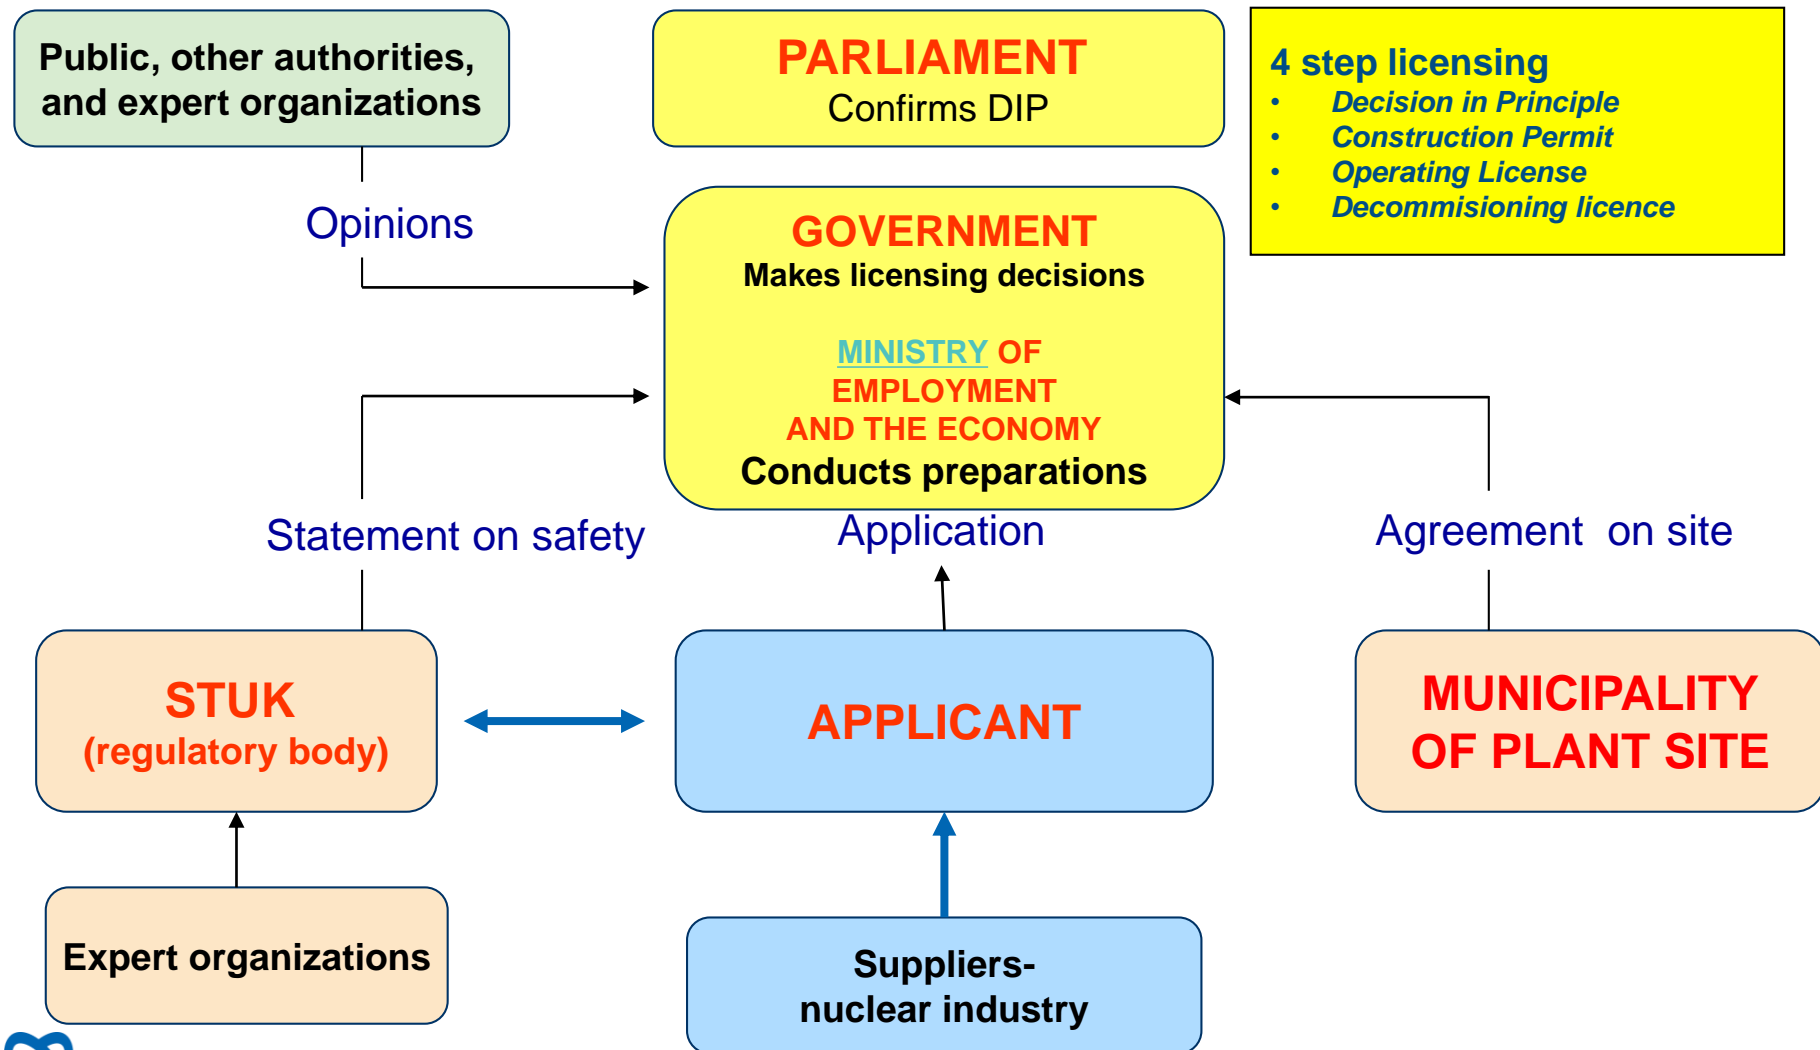 Public, other authorities,
and expert organizations
PARLIAMENT
Confirms DIP
4 step licensing
• Decision in Principle
• Construction Permit
• Operating License
• Decommisioning licence
Opinions
GOVERNMENT
Makes licensing decisions
MINISTRY OF
EMPLOYMENT
AND THE ECONOMY
Conducts preparations
Statement on safety
Application
Agreement on site
STUK
(regulatory body)
APPLICANT
MUNICIPALITY
OF PLANT SITE
Expert organizations
Suppliers-
nuclear industry